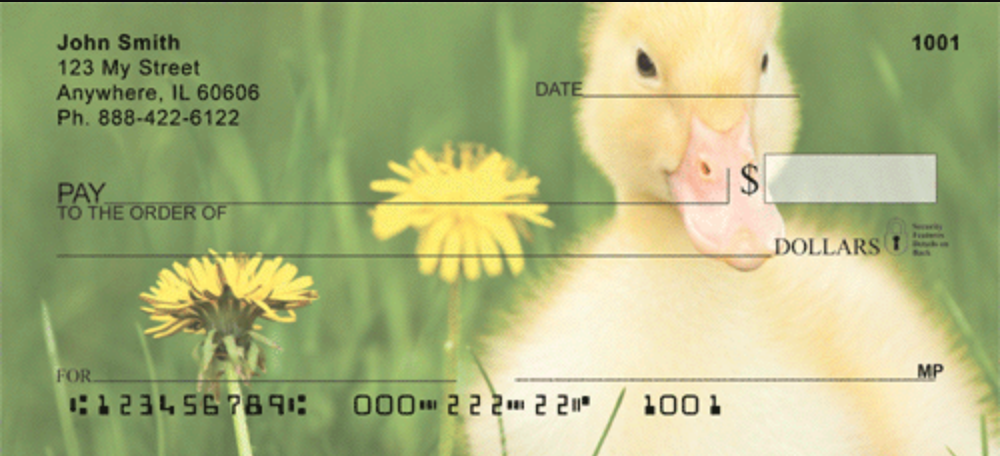 John Smith
1001
123 My Street
Anywhere, IL 60606
Ph. 888-422-6122
DATE
PAY
TO THE ORDER OF
$
DOLLARS
Security
Features
Details on
Back
FOR
MP
⑆123456789⑆ 000⑉222⑉22⑈ 1001